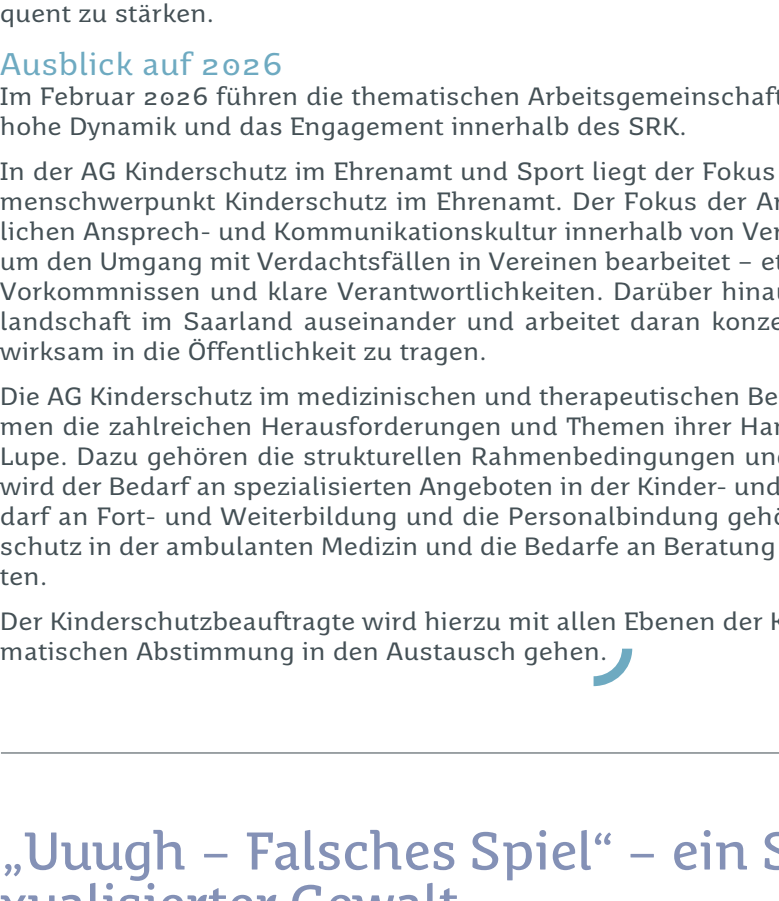 quent zu stärken.
Ausblick auf 2026
Im Februar 2026 führen die thematischen Arbeitsgemeinschaft
hohe Dynamik und das Engagement innerhalb des SRK.
In der AG Kinderschutz im Ehrenamt und Sport liegt der Fokus
menschwerpunkt Kinderschutz im Ehrenamt. Der Fokus der Ar
lichen Ansprech- und Kommunikationskultur innerhalb von Ver
um den Umgang mit Verdachtsfällen in Vereinen bearbeitet – et
Vorkommnissen und klare Verantwortlichkeiten. Darüber hinau
landschaft im Saarland auseinander und arbeitet daran konze
wirksam in die Öffentlichkeit zu tragen.
Die AG Kinderschutz im medizinischen und therapeutischen Be
men die zahlreichen Herausforderungen und Themen ihrer Har
Lupe. Dazu gehören die strukturellen Rahmenbedingungen und
wird der Bedarf an spezialisierten Angeboten in der Kinder- und
darf an Fort- und Weiterbildung und die Personalbindung gehö
schutz in der ambulanten Medizin und die Bedarfe an Beratung
ten.
Der Kinderschutzbeauftragte wird hierzu mit allen Ebenen der K
matischen Abstimmung in den Austausch gehen.
„Uuugh – Falsches Spiel“ – ein S
xualisierter Gewalt